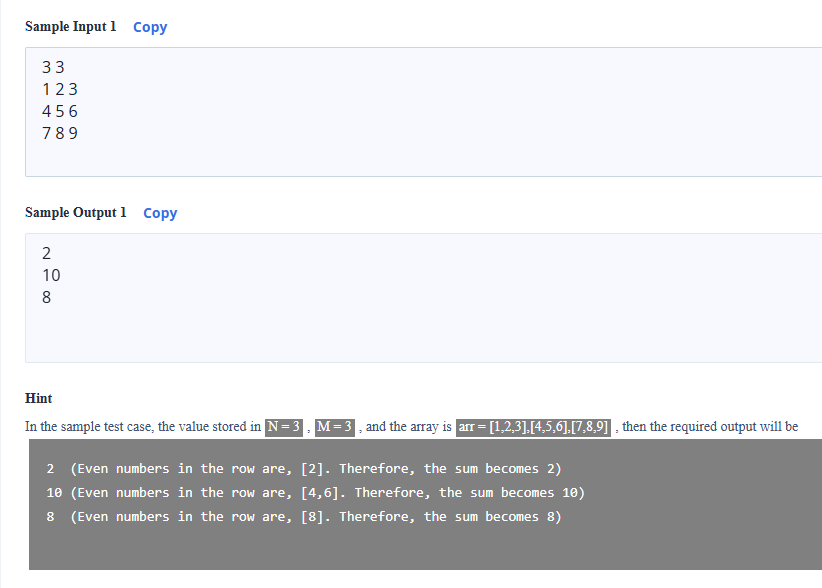 Sample Input 1 Copy
3 3
1 2 3
4 5 6
7 8 9
Sample Output 1 Copy
2
10
8
Hint
In the sample test case, the value stored in N = 3 , M = 3 , and the array is arr = [1,2,3],[4,5,6],[7,8,9] , then the required output will be
2 (Even numbers in the row are, [2]. Therefore, the sum becomes 2)
10 (Even numbers in the row are, [4,6]. Therefore, the sum becomes 10)
8 (Even numbers in the row are, [8]. Therefore, the sum becomes 8)